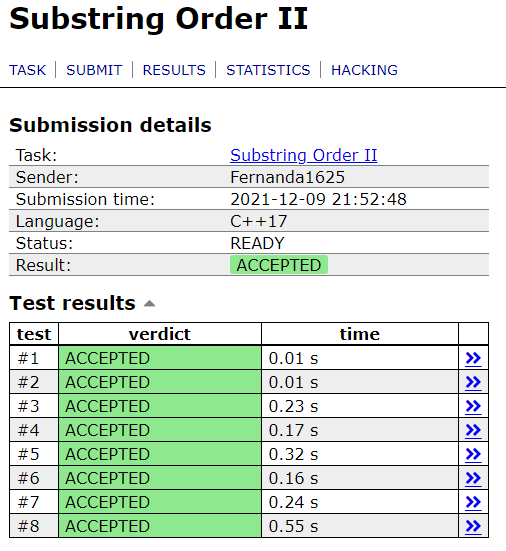 Substring Order II
TASK | SUBMIT | RESULTS | STATISTICS | HACKING
Submission details
Task: Substring Order II
Sender: Fernanda1625
Submission time: 2021-12-09 21:52:48
Language: C++17
Status: READY
Result: ACCEPTED
Test results
test verdict time
#1 ACCEPTED 0.01 s
#2 ACCEPTED 0.01 s
#3 ACCEPTED 0.23 s
#4 ACCEPTED 0.17 s
#5 ACCEPTED 0.32 s
#6 ACCEPTED 0.16 s
#7 ACCEPTED 0.24 s
#8 ACCEPTED 0.55 s